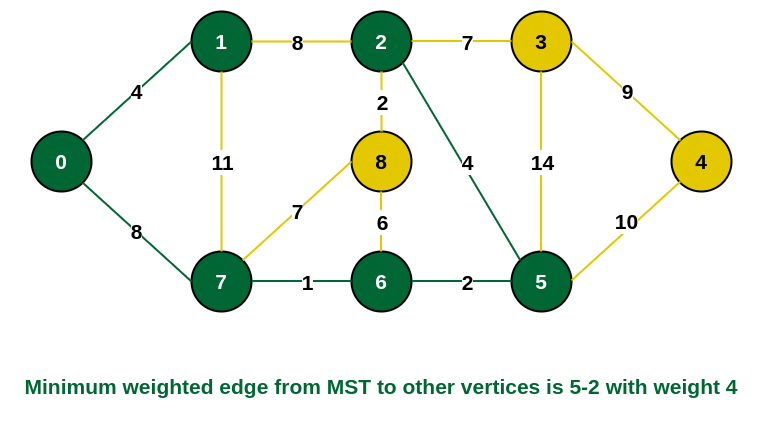 1 8 2 7 3
4 9
2
0 11 8 4 14 4
7
8 6 10
7 1 6 2 5
Minimum weighted edge from MST to other vertices is 5-2 with weight 4